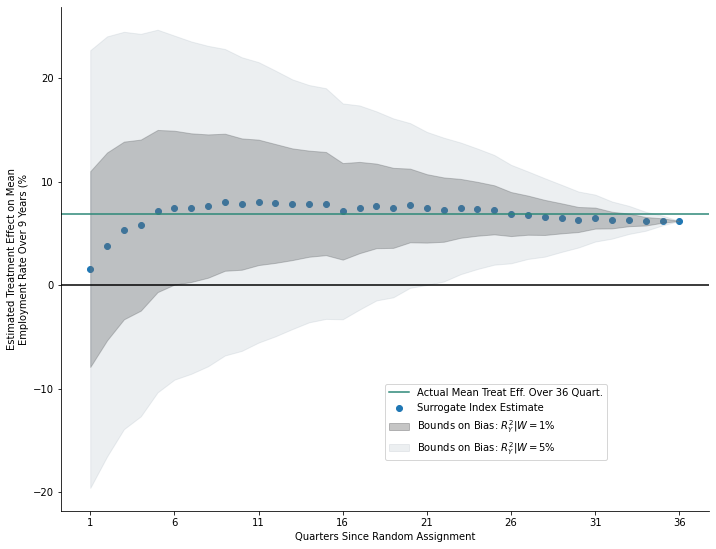 Estimated Treatment Effect on Mean
Employment Rate Over 9 Years (%
20
10
0
−10
−20
Actual Mean Treat Eff. Over 36 Quart.
Surrogate Index Estimate
Bounds on Bias: $R_Y^2|W = 1\%$
Bounds on Bias: $R_Y^2|W = 5\%$
1 6 11 16 21 26 31 36
Quarters Since Random Assignment